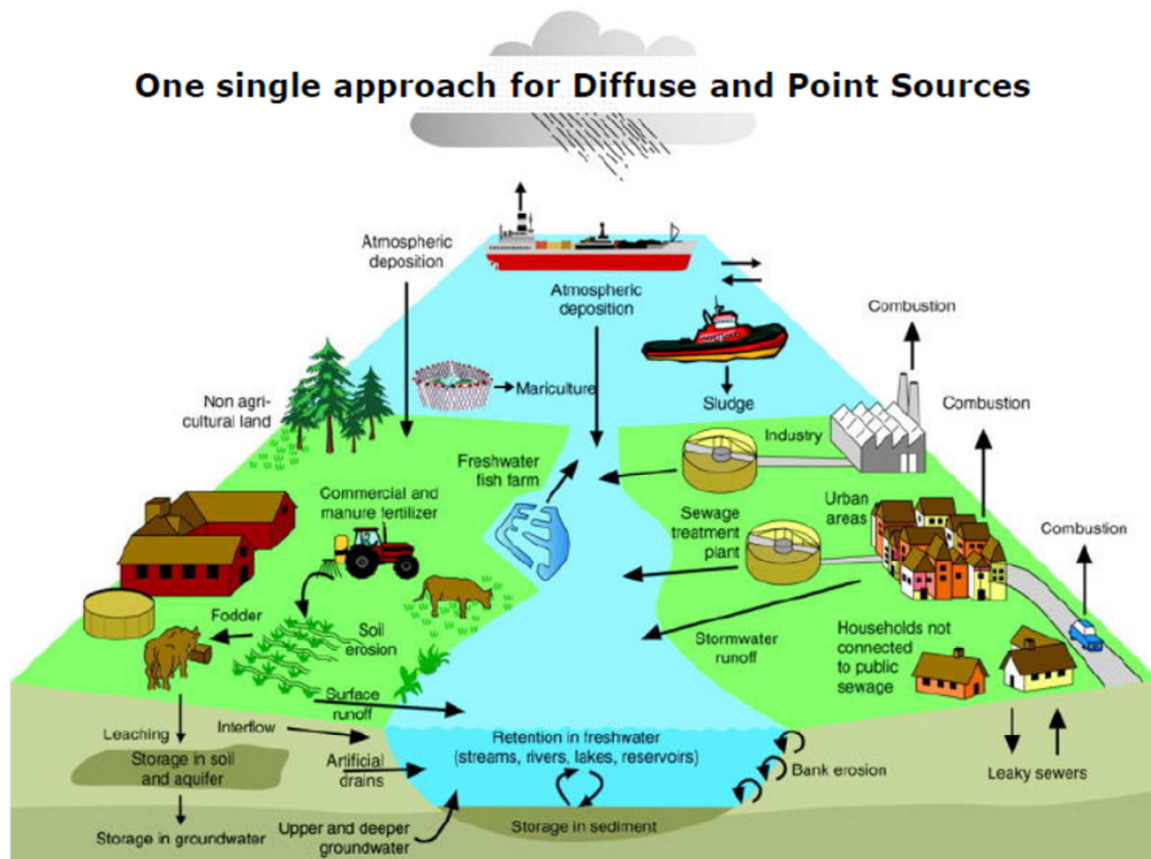 One single approach for Diffuse and Point Sources
Atmospheric
deposition
Atmospheric
deposition
Combustion
Mariculture
Sludge
Non agri-
cultural land
Combustion
Industry
Freshwater
fish farm
Commercial and
manure fertilizer
Sewage
treatment
plant
Urban
areas
Combustion
Fodder
Soil
erosion
Stormwater
runoff
Households not
connected
to public
sewage
Surface
runoff
Leaching
Interflow
Retention in freshwater
(streams, rivers, lakes, reservoirs)
Storage in soil
and aquifer
Artificial
drains
Bank erosion
Leaky sewers
Storage in groundwater
Upper and deeper
groundwater
Storage in sediment